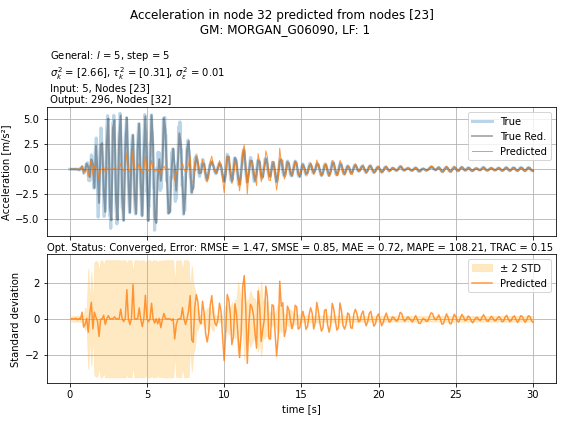 Acceleration in node 32 predicted from nodes [23]
GM: MORGAN_G06090, LF: 1
General: l = 5, step = 5
σ²ₖ = [2.66], τ²ₖ = [0.31], σ²_ε = 0.01
Input: 5, Nodes [23]
Output: 296, Nodes [32]
Acceleration [m/s²]
5.0
2.5
0.0
−2.5
−5.0
True
True Red.
Predicted
Opt. Status: Converged, Error: RMSE = 1.47, SMSE = 0.85, MAE = 0.72, MAPE = 108.21, TRAC = 0.15
Standard deviation
2
0
−2
± 2 STD
Predicted
0 5 10 15 20 25 30
time [s]